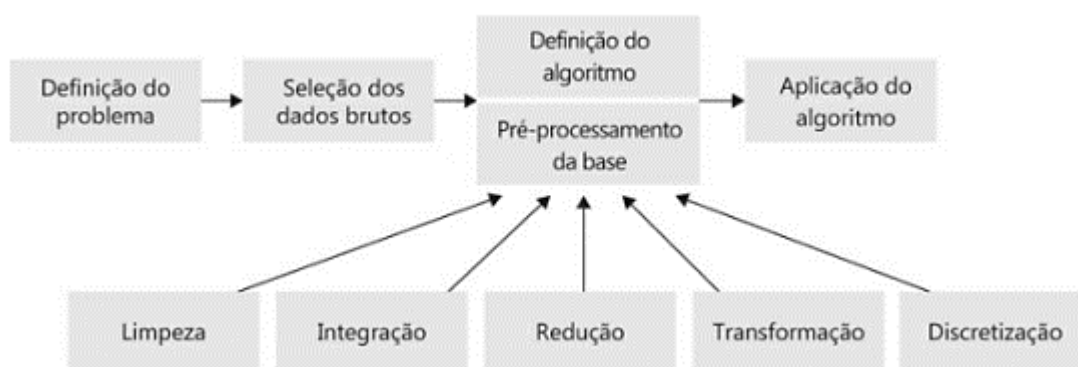 Definição do
problema
Seleção dos
dados brutos
Definição do
algoritmo
Pré-processamento
da base
Aplicação do
algoritmo
Limpeza
Integração
Redução
Transformação
Discretização